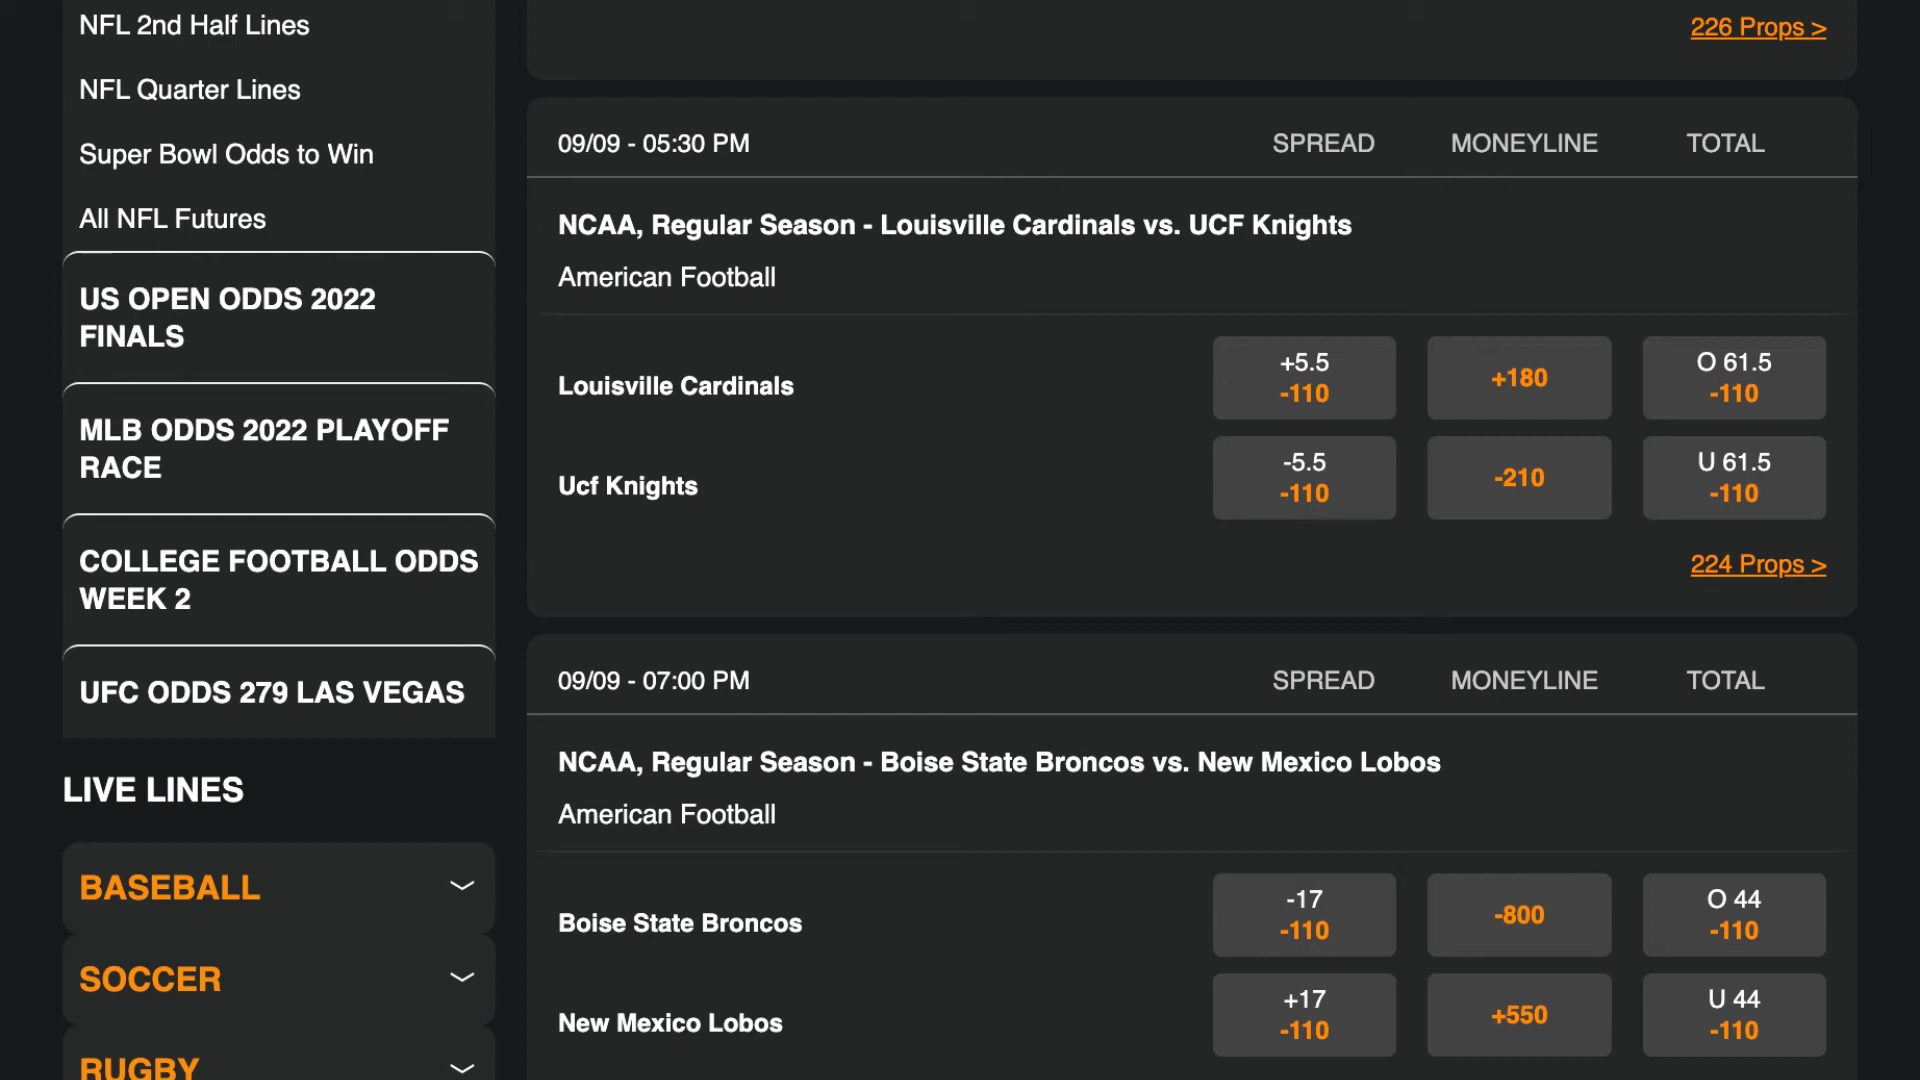 NFL 2nd Half Lines
NFL Quarter Lines
Super Bowl Odds to Win
All NFL Futures
US OPEN ODDS 2022
FINALS
MLB ODDS 2022 PLAYOFF
RACE
COLLEGE FOOTBALL ODDS
WEEK 2
UFC ODDS 279 LAS VEGAS
LIVE LINES
BASEBALL
SOCCER
RUGBY
226 Props >
09/09 - 05:30 PM SPREAD MONEYLINE TOTAL
NCAA, Regular Season - Louisville Cardinals vs. UCF Knights
American Football
Louisville Cardinals
+5.5
-110
+180
O 61.5
-110
Ucf Knights
-5.5
-110
-210
U 61.5
-110
224 Props >
09/09 - 07:00 PM SPREAD MONEYLINE TOTAL
NCAA, Regular Season - Boise State Broncos vs. New Mexico Lobos
American Football
Boise State Broncos
-17
-110
-800
O 44
-110
New Mexico Lobos
+17
-110
+550
U 44
-110